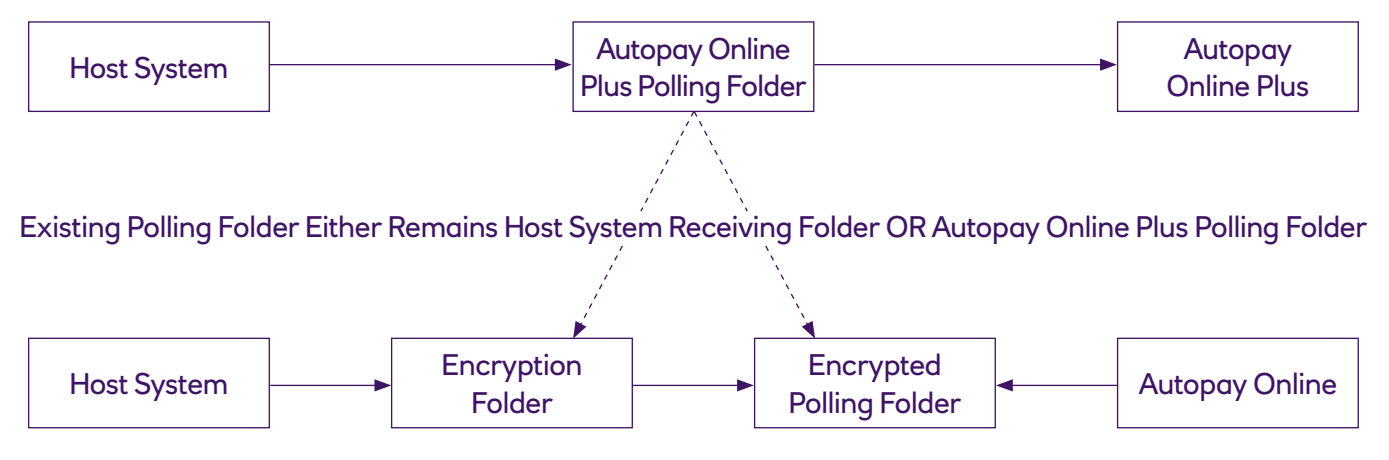 Host System
Autopay Online
Plus Polling Folder
Autopay
Online Plus
Existing Polling Folder Either Remains Host System Receiving Folder OR Autopay Online Plus Polling Folder
Host System
Encryption
Folder
Encrypted
Polling Folder
Autopay Online